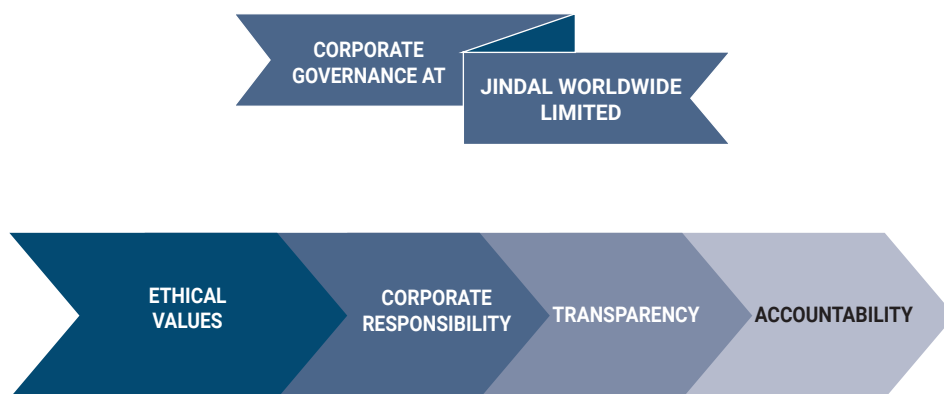 CORPORATE
GOVERNANCE AT
JINDAL WORLDWIDE
LIMITED
ETHICAL
VALUES
CORPORATE
RESPONSIBILITY
TRANSPARENCY
ACCOUNTABILITY